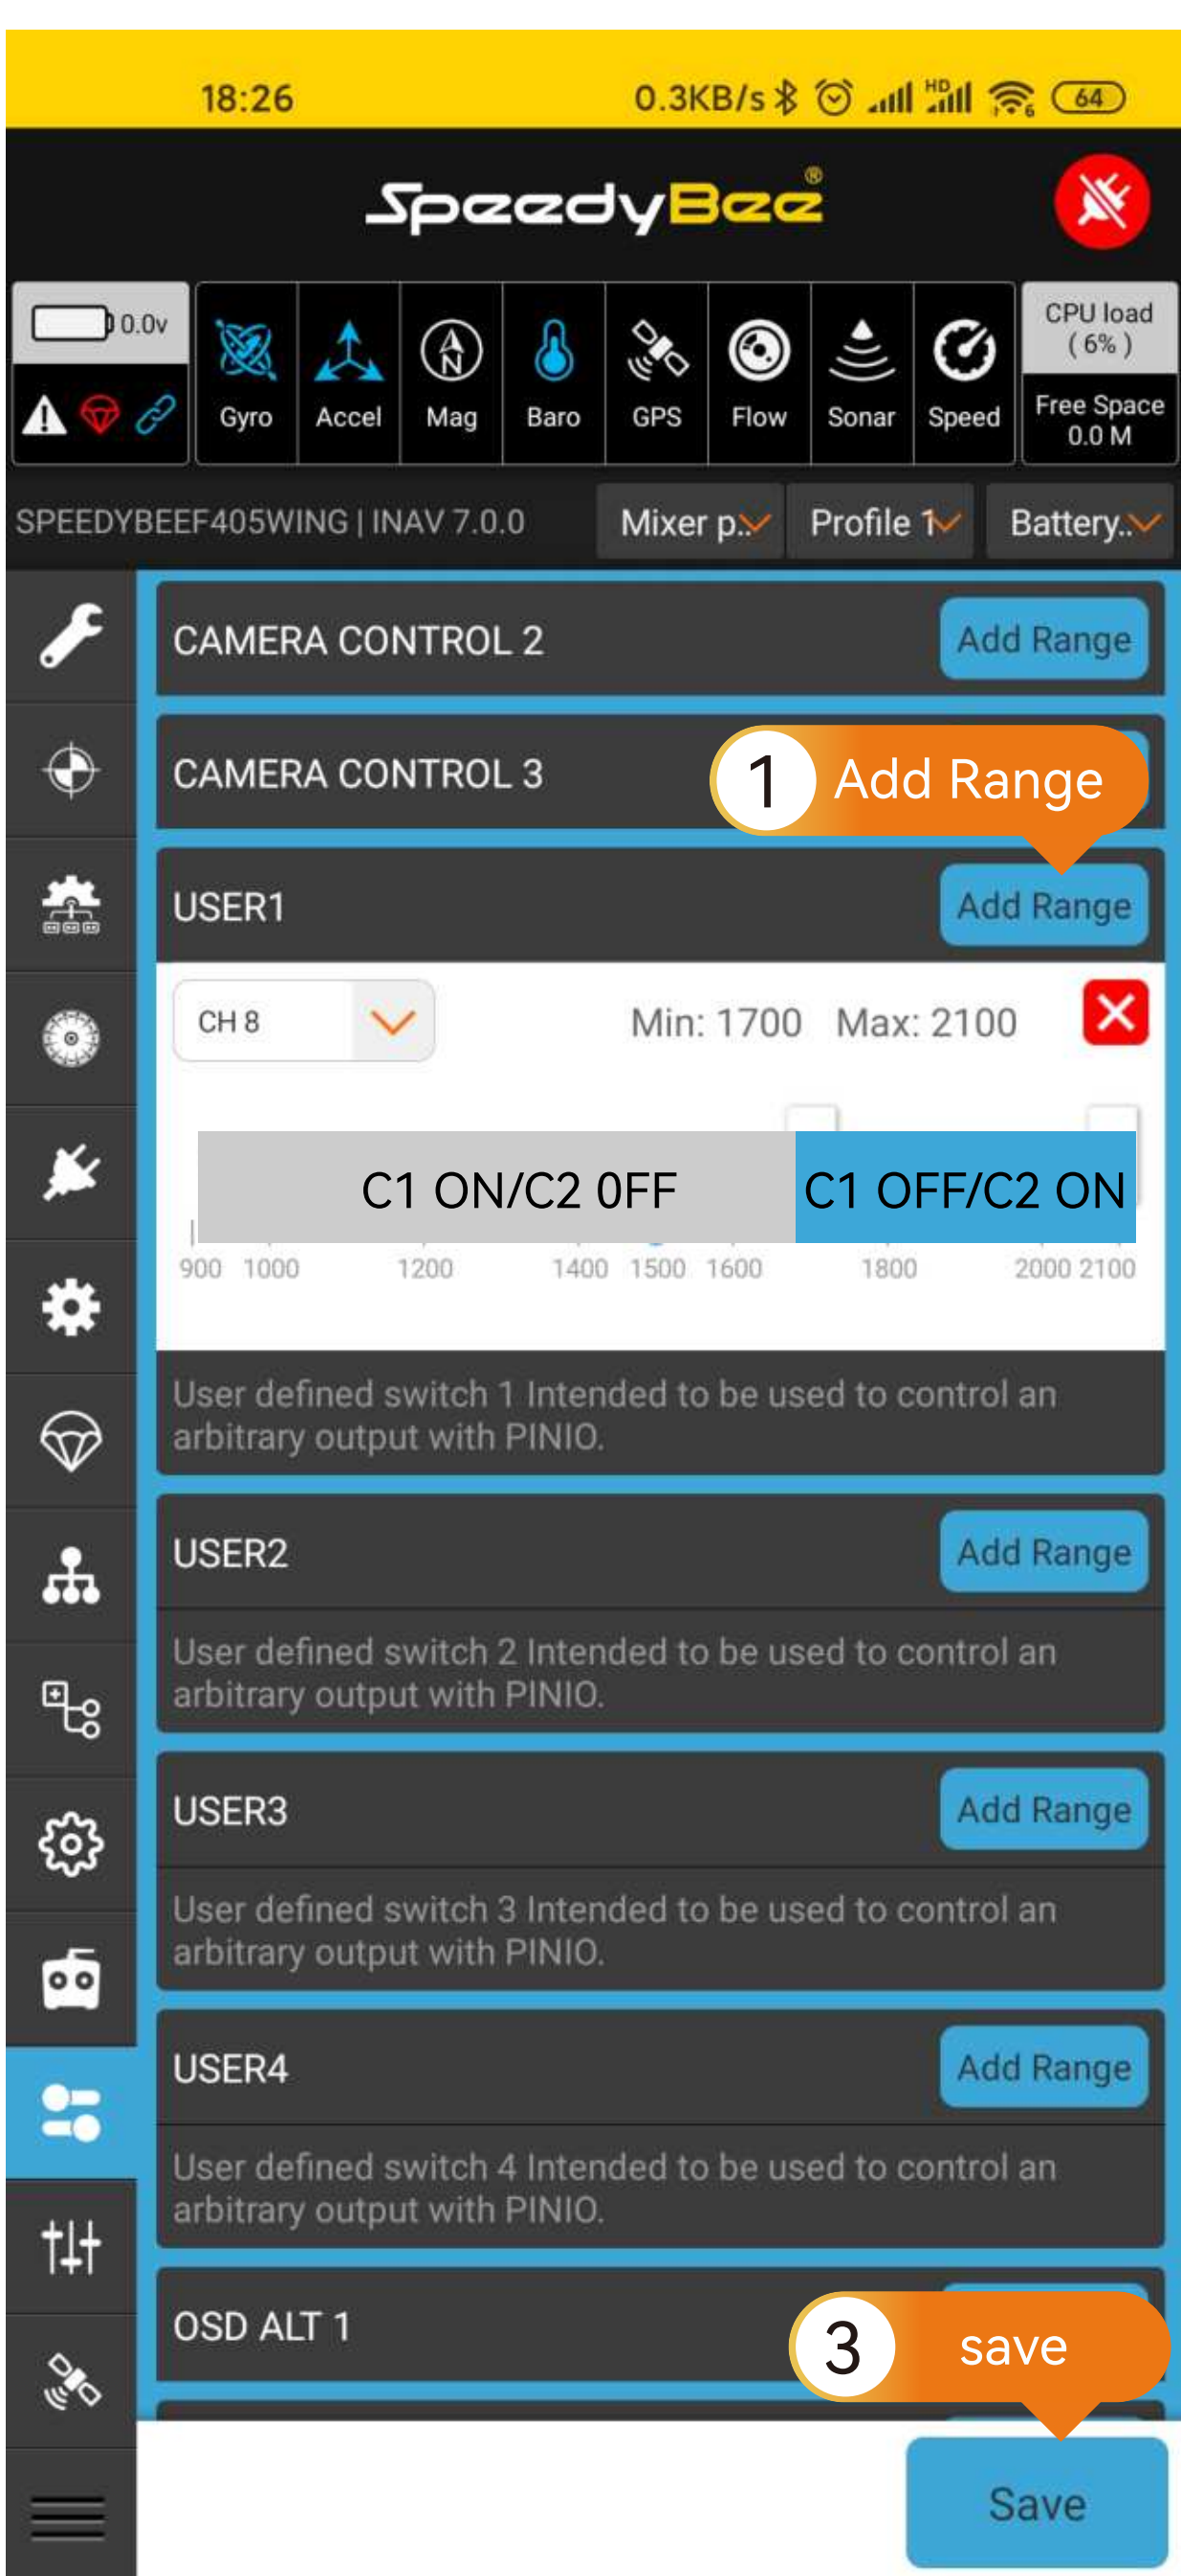 18:26 0.3KB/s HD 6 64
SpeedyBee®
0.0v
CPU load
( 6% )
Gyro Accel Mag Baro GPS Flow Sonar Speed
Free Space
0.0 M
SPEEDYBEEF405WING | INAV 7.0.0 Mixer p.. Profile 1 Battery..
CAMERA CONTROL 2 Add Range
CAMERA CONTROL 3 1 Add Range
USER1 Add Range
CH 8 Min: 1700 Max: 2100
C1 ON/C2 0FF C1 OFF/C2 ON
900 1000 1200 1400 1500 1600 1800 2000 2100
User defined switch 1 Intended to be used to control an
arbitrary output with PINIO.
USER2 Add Range
User defined switch 2 Intended to be used to control an
arbitrary output with PINIO.
USER3 Add Range
User defined switch 3 Intended to be used to control an
arbitrary output with PINIO.
USER4 Add Range
User defined switch 4 Intended to be used to control an
arbitrary output with PINIO.
OSD ALT 1 3 save
Save